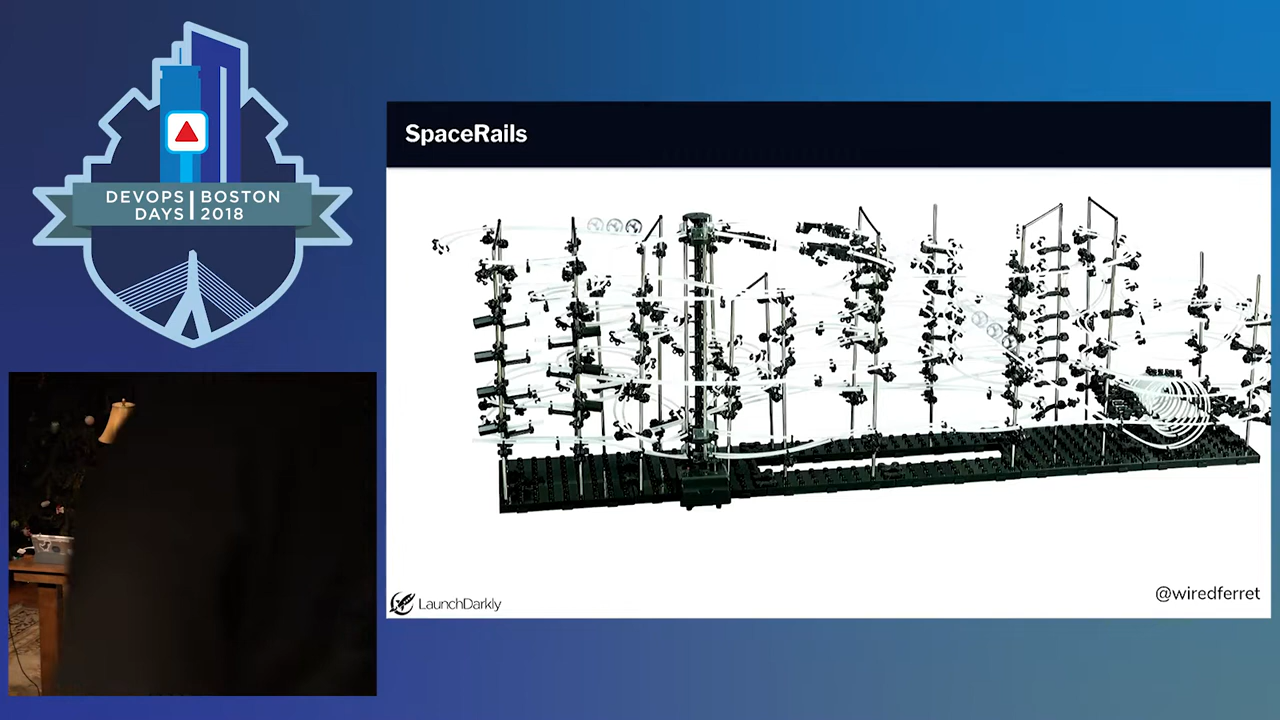 DEVOPS | BOSTON
DAYS | 2018
SpaceRails
LaunchDarkly
@wiredferret